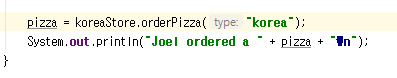 pizza = koreaStore.orderPizza( type: "korea");
System.out.println("Joel ordered a " + pizza + "₩n");
}